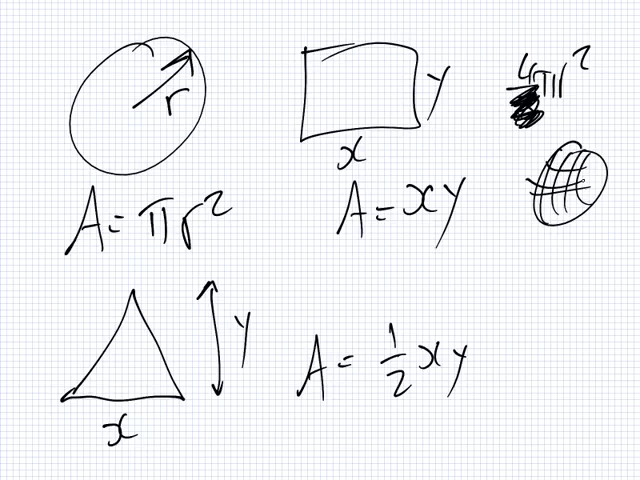 r
x
y
4πr²
A = πr²
A = xy
y
x
A = ½xy